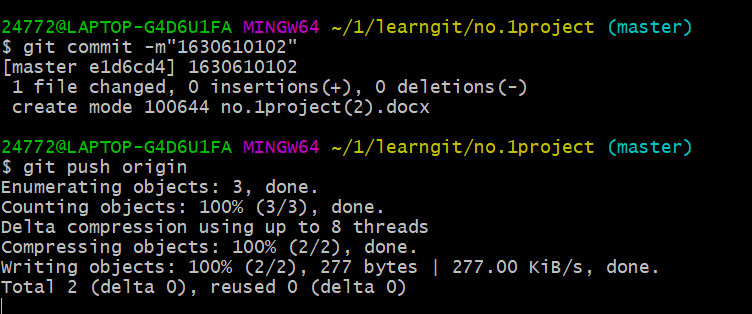 24772@LAPTOP-G4D6U1FA MINGW64 ~/1/learngit/no.1project (master)
$ git commit -m"1630610102"
[master e1d6cd4] 1630610102
 1 file changed, 0 insertions(+), 0 deletions(-)
 create mode 100644 no.1project(2).docx
24772@LAPTOP-G4D6U1FA MINGW64 ~/1/learngit/no.1project (master)
$ git push origin
Enumerating objects: 3, done.
Counting objects: 100% (3/3), done.
Delta compression using up to 8 threads
Compressing objects: 100% (2/2), done.
Writing objects: 100% (2/2), 277 bytes | 277.00 KiB/s, done.
Total 2 (delta 0), reused 0 (delta 0)